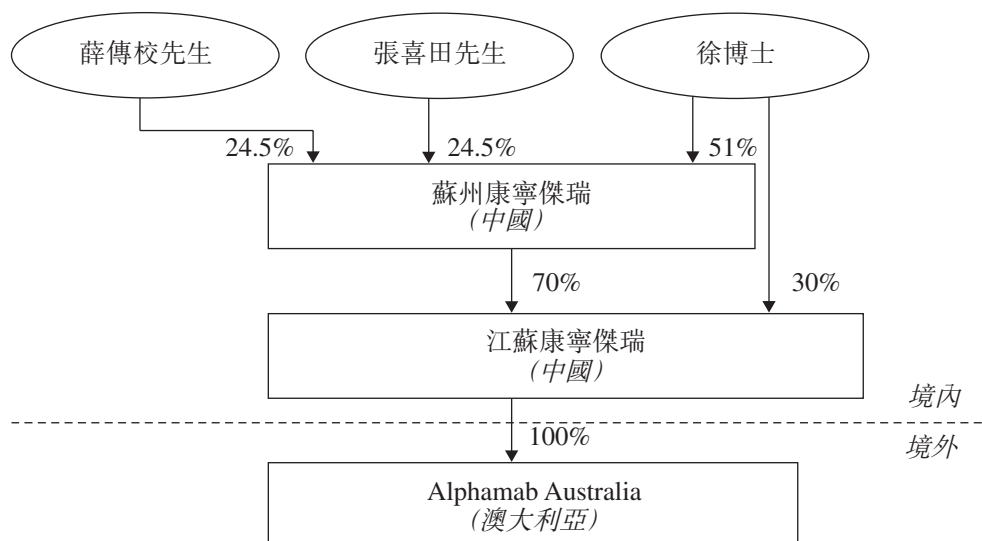 薛傳校先生
張喜田先生
徐博士
24.5%
24.5%
51%
蘇州康寧傑瑞
（中國）
70%
30%
江蘇康寧傑瑞
（中國）
境內
100%
境外
Alphamab Australia
（澳大利亞）